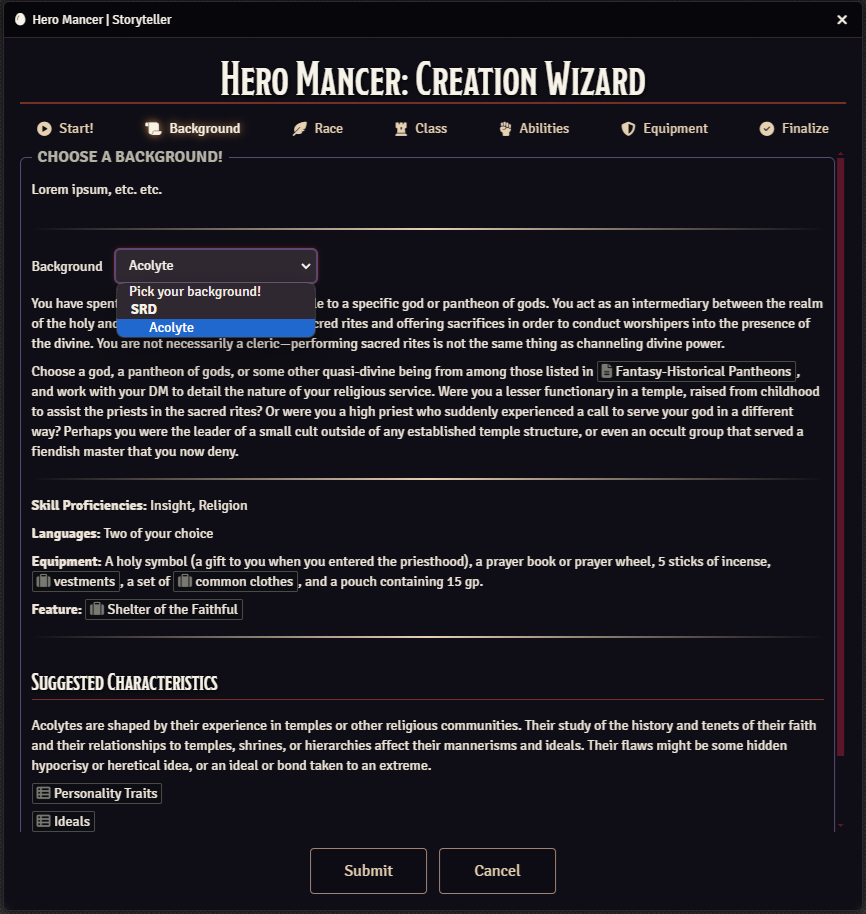 Hero Mancer | Storyteller
Hero Mancer: Creation Wizard
Start! Background Race Class Abilities Equipment Finalize
CHOOSE A BACKGROUND!
Lorem ipsum, etc. etc.
Background Acolyte
Pick your background!
SRD
Acolyte
You have spent le to a specific god or pantheon of gods. You act as an intermediary between the realm
of the holy and cred rites and offering sacrifices in order to conduct worshipers into the presence of
the divine. You are not necessarily a cleric—performing sacred rites is not the same thing as channeling divine power.
Choose a god, a pantheon of gods, or some other quasi-divine being from among those listed in Fantasy-Historical Pantheons ,
and work with your DM to detail the nature of your religious service. Were you a lesser functionary in a temple, raised from childhood
to assist the priests in the sacred rites? Or were you a high priest who suddenly experienced a call to serve your god in a different
way? Perhaps you were the leader of a small cult outside of any established temple structure, or even an occult group that served a
fiendish master that you now deny.
Skill Proficiencies: Insight, Religion
Languages: Two of your choice
Equipment: A holy symbol (a gift to you when you entered the priesthood), a prayer book or prayer wheel, 5 sticks of incense,
vestments , a set of common clothes , and a pouch containing 15 gp.
Feature: Shelter of the Faithful
Suggested Characteristics
Acolytes are shaped by their experience in temples or other religious communities. Their study of the history and tenets of their faith
and their relationships to temples, shrines, or hierarchies affect their mannerisms and ideals. Their flaws might be some hidden
hypocrisy or heretical idea, or an ideal or bond taken to an extreme.
Personality Traits
Ideals
Submit Cancel